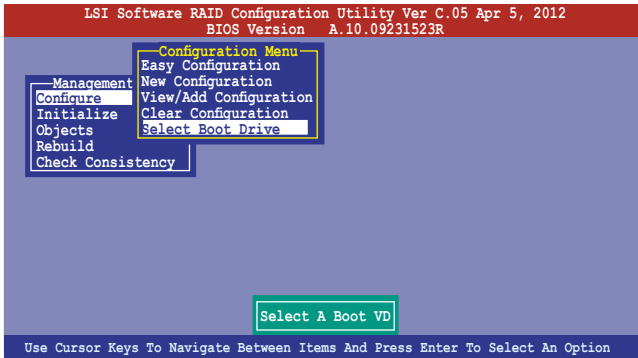 LSI Software RAID Configuration Utility Ver C.05 Apr 5, 2012
BIOS Version A.10.09231523R
Configuration Menu
Easy Configuration
New Configuration
View/Add Configuration
Clear Configuration
Select Boot Drive
Management
Configure
Initialize
Objects
Rebuild
Check Consistency
Select A Boot VD
Use Cursor Keys To Navigate Between Items And Press Enter To Select An Option